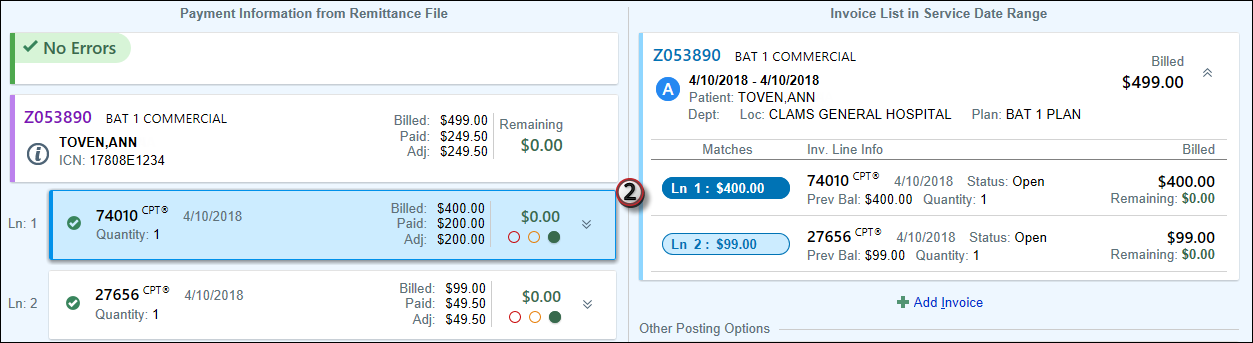 Payment Information from Remittance File
No Errors
Z053890 BAT 1 COMMERCIAL
TOVEN,ANN
ICN: 17808E1234
Billed: $499.00
Paid: $249.50
Adj: $249.50
Remaining
$0.00
Ln: 1
74010 CPT® 4/10/2018
Quantity: 1
Billed: $400.00
Paid: $200.00
Adj: $200.00
$0.00
2
Ln: 2
27656 CPT® 4/10/2018
Quantity: 1
Billed: $99.00
Paid: $49.50
Adj: $49.50
$0.00
Invoice List in Service Date Range
Z053890 BAT 1 COMMERCIAL
A
4/10/2018 - 4/10/2018
Patient: TOVEN,ANN
Dept: Loc: CLAMS GENERAL HOSPITAL Plan: BAT 1 PLAN
Billed
$499.00
Matches Inv. Line Info Billed
Ln 1 : $400.00
74010 CPT® 4/10/2018 Status: Open $400.00
Prev Bal: $400.00 Quantity: 1 Remaining: $0.00
Ln 2 : $99.00
27656 CPT® 4/10/2018 Status: Open $99.00
Prev Bal: $99.00 Quantity: 1 Remaining: $0.00
Add Invoice
Other Posting Options